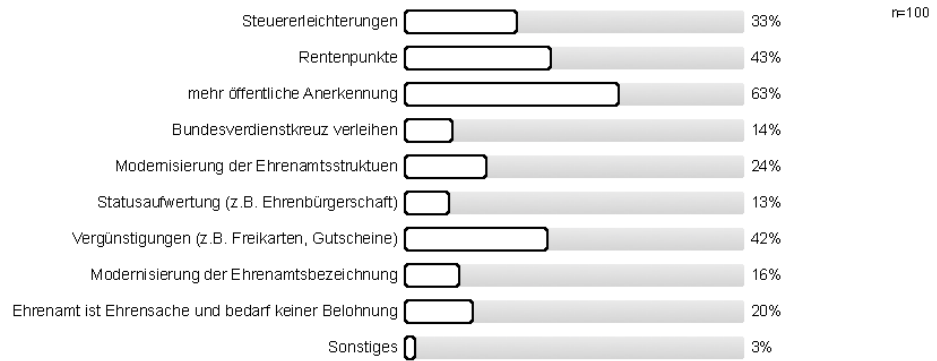 Steuererleichterungen 33% n=100
Rentenpunkte 43%
mehr öffentliche Anerkennung 63%
Bundesverdienstkreuz verleihen 14%
Modernisierung der Ehrenamtsstruktuen 24%
Statusaufwertung (z.B. Ehrenbürgerschaft) 13%
Vergünstigungen (z.B. Freikarten, Gutscheine) 42%
Modernisierung der Ehrenamtsbezeichnung 16%
Ehrenamt ist Ehrensache und bedarf keiner Belohnung 20%
Sonstiges 3%